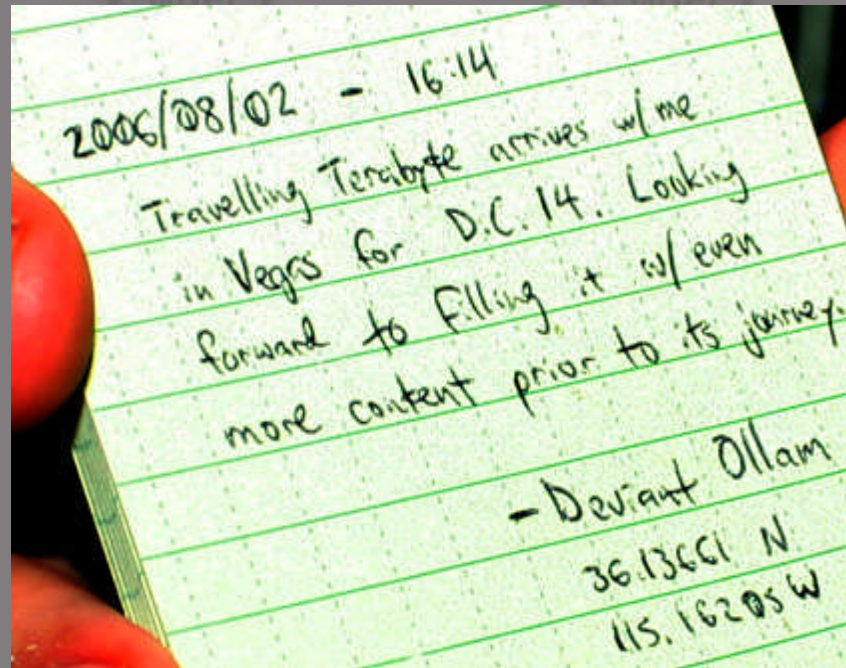 2006/08/02 - 16:14
Travelling Terabyte arrives w/ me
in Vegas for D.C. 14. Looking
forward to filling it w/ even
more content prior to its journey.
- Deviant Ollam
36.13661 N
115.16205 W